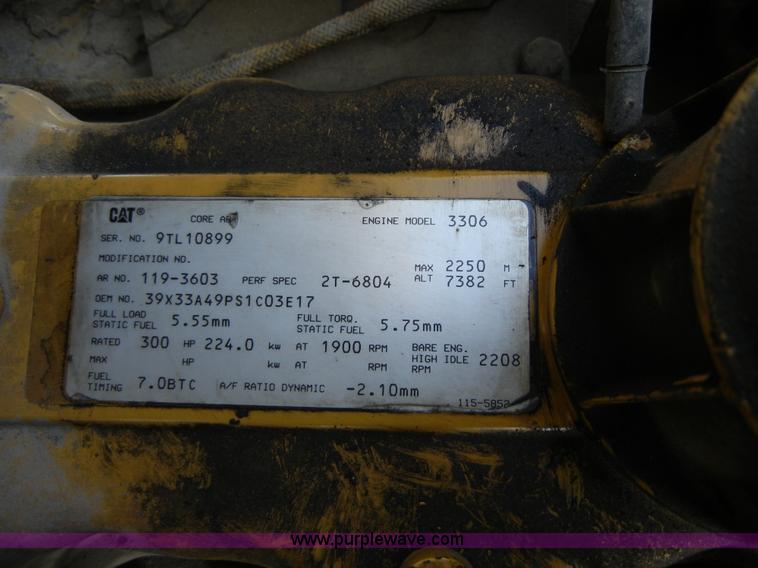 CAT® CORE AR ENGINE MODEL 3306
SER. NO. 9TL10899
MODIFICATION NO.
AR NO. 119-3603 PERF SPEC 2T-6804 MAX ALT 2250 M 7382 FT
OEM NO. 39X33A49PS1C03E17
FULL LOAD STATIC FUEL 5.55mm FULL TORQ. STATIC FUEL 5.75mm
RATED 300 HP 224.0 kw AT 1900 RPM BARE ENG. HIGH IDLE RPM 2208
MAX HP kw AT RPM
FUEL TIMING 7.0BTC A/F RATIO DYNAMIC -2.10mm
115-5852
www.purplewave.com